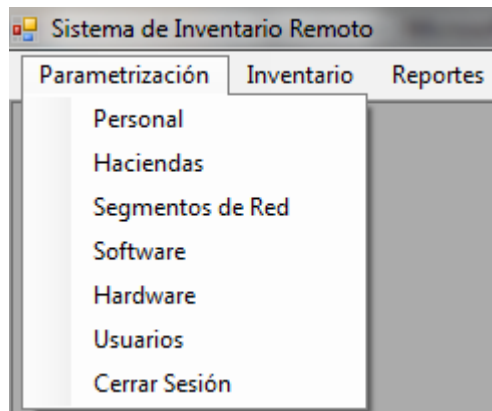 Sistema de Inventario Remoto
Parametrización Inventario Reportes
Personal
Haciendas
Segmentos de Red
Software
Hardware
Usuarios
Cerrar Sesión